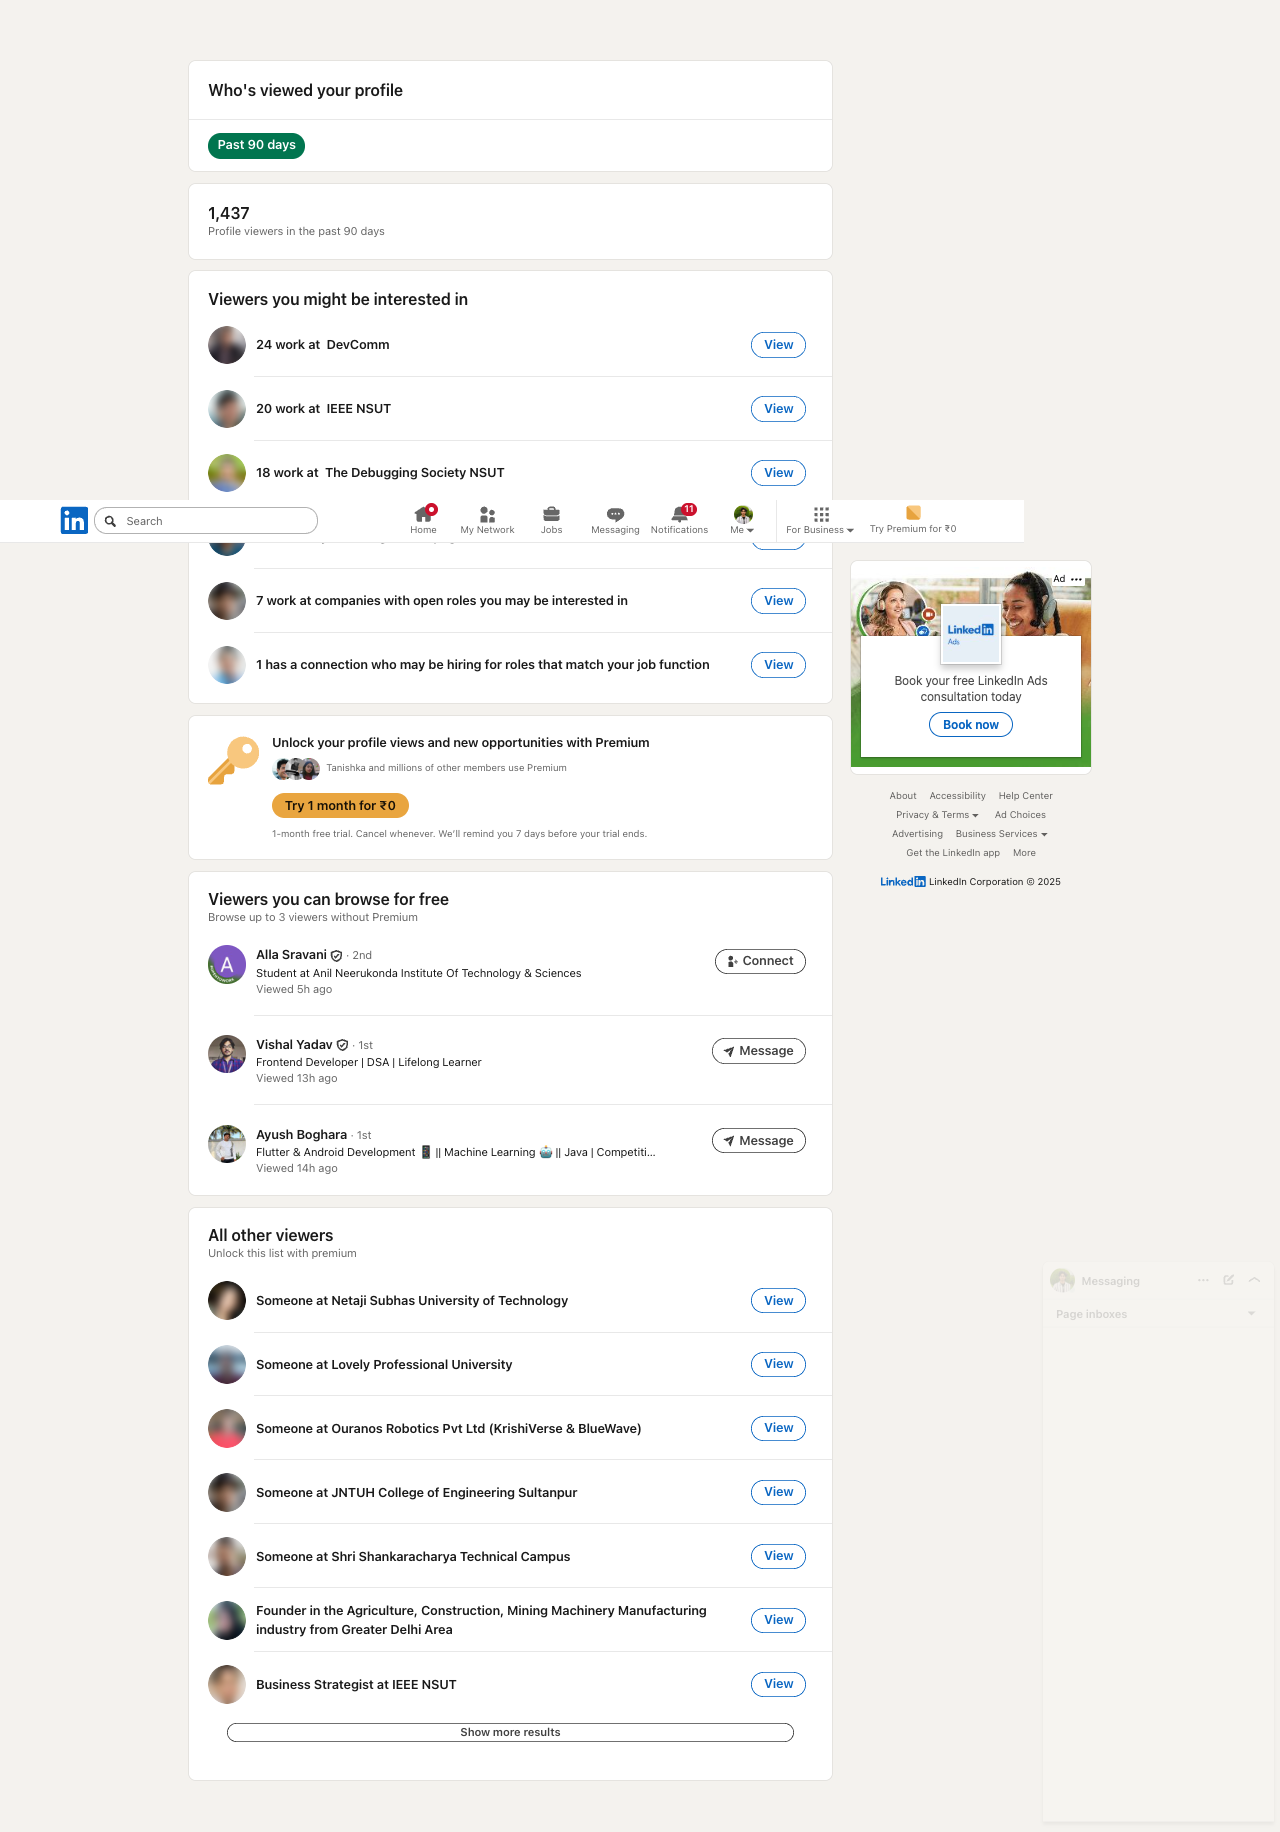 Who's viewed your profile
Past 90 days
1,437
Profile viewers in the past 90 days
Viewers you might be interested in
24 work at DevComm
View
20 work at IEEE NSUT
View
18 work at The Debugging Society NSUT
View
in
Search
Home
My Network
Jobs
Messaging
11
Notifications
Me
For Business
Try Premium for ₹0
7 work at companies with open roles you may be interested in
View
1 has a connection who may be hiring for roles that match your job function
View
Ad
Linked in
Ads
Book your free LinkedIn Ads
consultation today
Book now
Unlock your profile views and new opportunities with Premium
Tanishka and millions of other members use Premium
Try 1 month for ₹0
1-month free trial. Cancel whenever. We'll remind you 7 days before your trial ends.
About Accessibility Help Center
Privacy & Terms Ad Choices
Advertising Business Services
Get the LinkedIn app More
Linked in LinkedIn Corporation © 2025
Viewers you can browse for free
Browse up to 3 viewers without Premium
A
Alla Sravani · 2nd
Student at Anil Neerukonda Institute Of Technology & Sciences
Viewed 5h ago
Connect
Vishal Yadav · 1st
Frontend Developer | DSA | Lifelong Learner
Viewed 13h ago
Message
Ayush Boghara · 1st
Flutter & Android Development 📱 || Machine Learning 🤖 || Java | Competiti...
Viewed 14h ago
Message
All other viewers
Unlock this list with premium
Someone at Netaji Subhas University of Technology
View
Someone at Lovely Professional University
View
Someone at Ouranos Robotics Pvt Ltd (KrishiVerse & BlueWave)
View
Someone at JNTUH College of Engineering Sultanpur
View
Someone at Shri Shankaracharya Technical Campus
View
Founder in the Agriculture, Construction, Mining Machinery Manufacturing
industry from Greater Delhi Area
View
Business Strategist at IEEE NSUT
View
Show more results
Messaging
Page inboxes